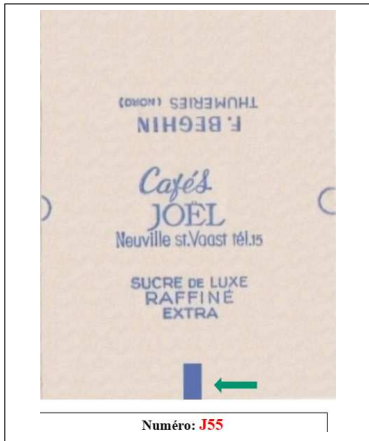 THUMERIES (NORD)
F. BEGHIN
Cafés
JOËL
Neuville st.Vaast tél.15
SUCRE DE LUXE
RAFFINÉ
EXTRA
Numéro: J55